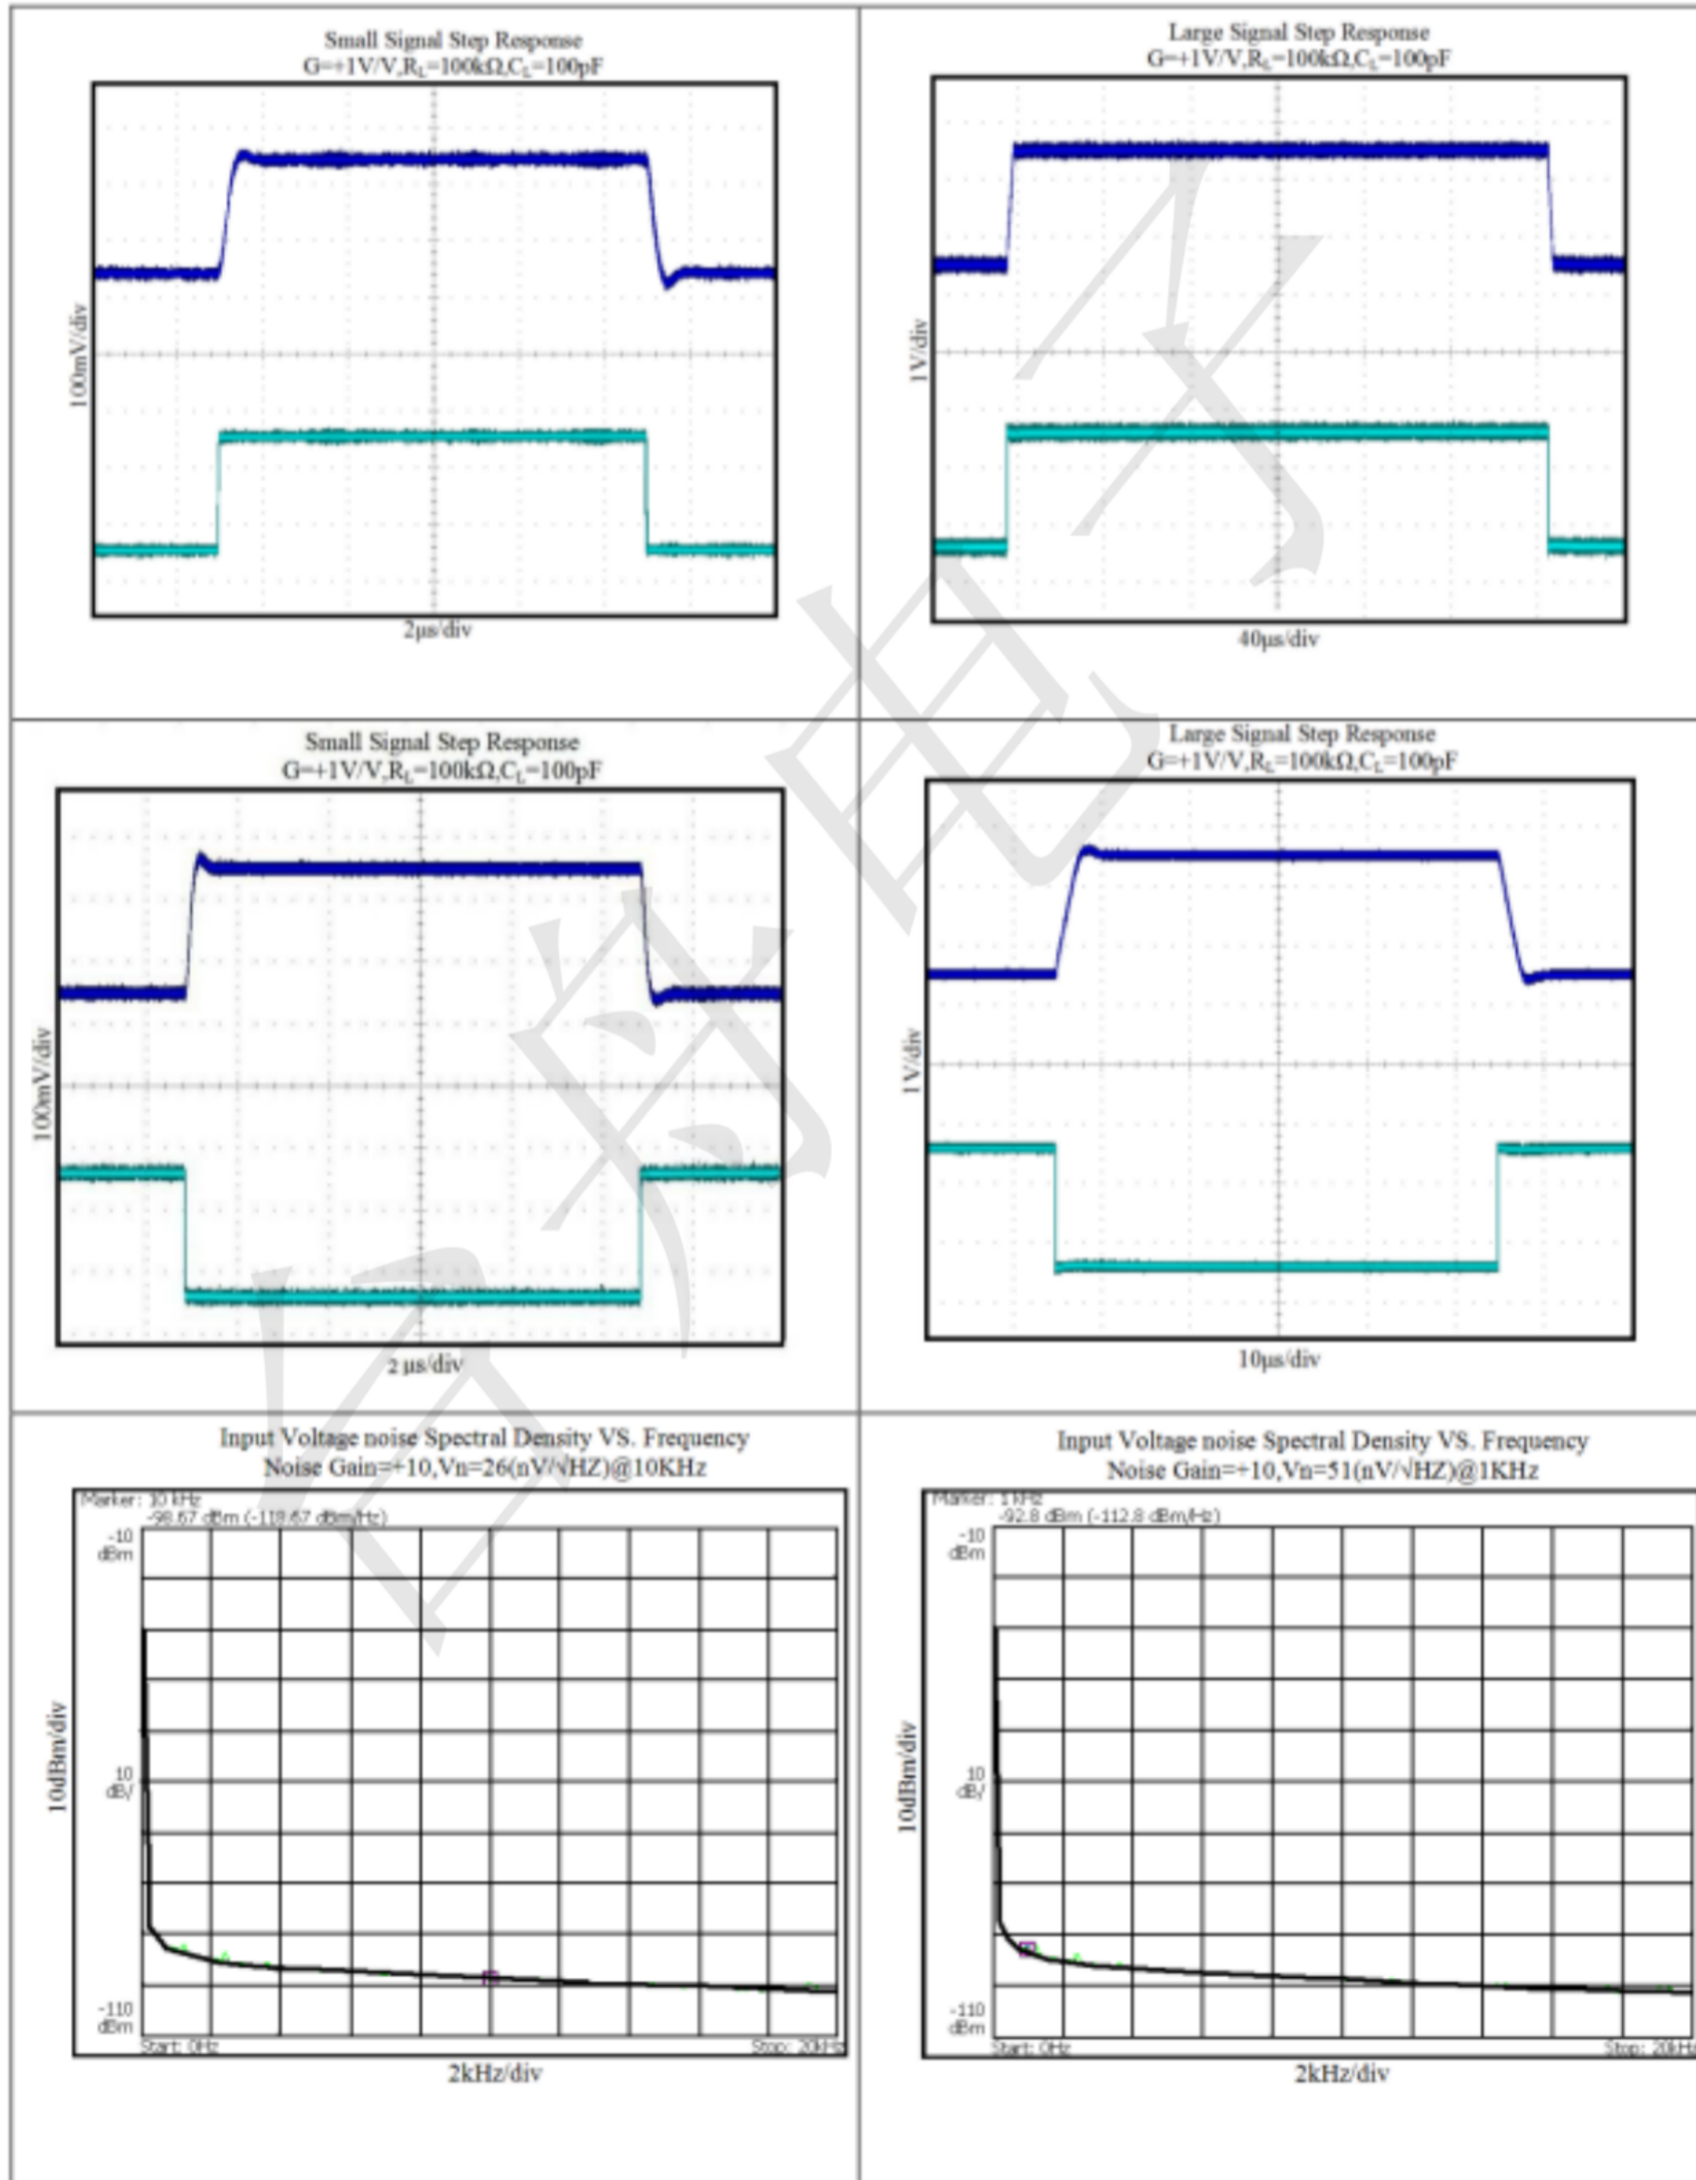 Small Signal Step Response
G=+1V/V,RL=100kΩ,CL=100pF
100mV/div
2μs/div
Large Signal Step Response
G=+1V/V,RL=100kΩ,CL=100pF
1V/div
40μs/div
Small Signal Step Response
G=+1V/V,RL=100kΩ,CL=100pF
100mV/div
2 μs/div
Large Signal Step Response
G=+1V/V,RL=100kΩ,CL=100pF
1V/div
10μs/div
Input Voltage noise Spectral Density VS. Frequency
Noise Gain=+10,Vn=26(nV/√HZ)@10KHz
Marker: 10 kHz
-98.67 dBm (-118.67 dBm/Hz)
-10
dBm
10dBm/div
10
dB/
-110
dBm
Start: 0Hz
Stop: 20kHz
2kHz/div
Input Voltage noise Spectral Density VS. Frequency
Noise Gain=+10,Vn=51(nV/√HZ)@1KHz
Marker: 1 kHz
-92.8 dBm (-112.8 dBm/Hz)
-10
dBm
10dBm/div
10
dB/
-110
dBm
Start: 0Hz
Stop: 20kHz
2kHz/div
台舟电子